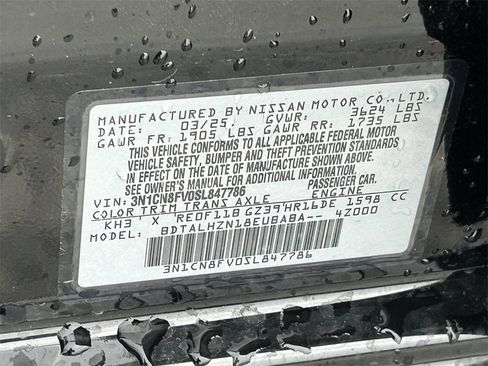 MANUFACTURED BY NISSAN MOTOR CO., LTD.
DATE: 03/25 GVWR: 3624 LBS
GAWR FR: 1905 LBS GAWR RR: 1735 LBS
THIS VEHICLE CONFORMS TO ALL APPLICABLE FEDERAL MOTOR
VEHICLE SAFETY, BUMPER AND THEFT PREVENTION STANDARDS
IN EFFECT ON THE DATE OF MANUFACTURE SHOWN ABOVE.
SEE OWNER'S MANUAL FOR ADDITIONAL INFORMATION
VIN: 3N1CN8FV0SL847786 PASSENGER CAR
COLOR TRIM TRANS AXLE ENGINE
KH3 X RE0F11B GZ39 HR16DE 1598 CC
MODEL: BDTALHZN18EUBABA-- 4Z000
3N1CN8FV0SL847786